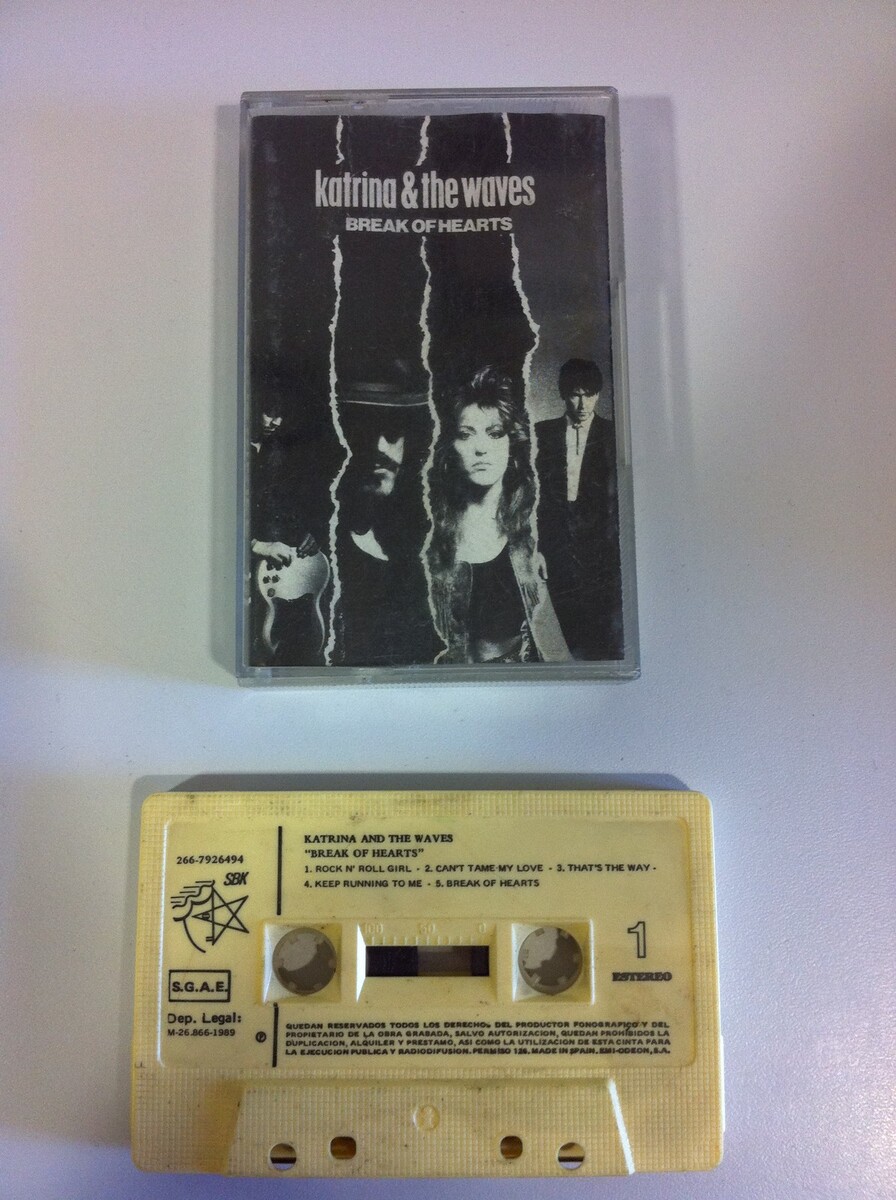 katrina & the waves
BREAK OF HEARTS
KATRINA AND THE WAVES
"BREAK OF HEARTS"
1. ROCK N' ROLL GIRL - 2. CAN'T TAME MY LOVE - 3. THAT'S THE WAY -
4. KEEP RUNNING TO ME - 5. BREAK OF HEARTS
266-7926494
SBK
S.G.A.E.
Dep. Legal:
M-26.866-1989
℗
100 50 0
1
ESTEREO
QUEDAN RESERVADOS TODOS LOS DERECHOS DEL PRODUCTOR FONOGRAFICO Y DEL
PROPIETARIO DE LA OBRA GRABADA, SALVO AUTORIZACION, QUEDAN PROHIBIDOS LA
DUPLICACION, ALQUILER Y PRESTAMO, ASI COMO LA UTILIZACION DE ESTA CINTA PARA
LA EJECUCION PUBLICA Y RADIODIFUSION. PERMISO 126. MADE IN SPAIN. EMI-ODEON, S.A.